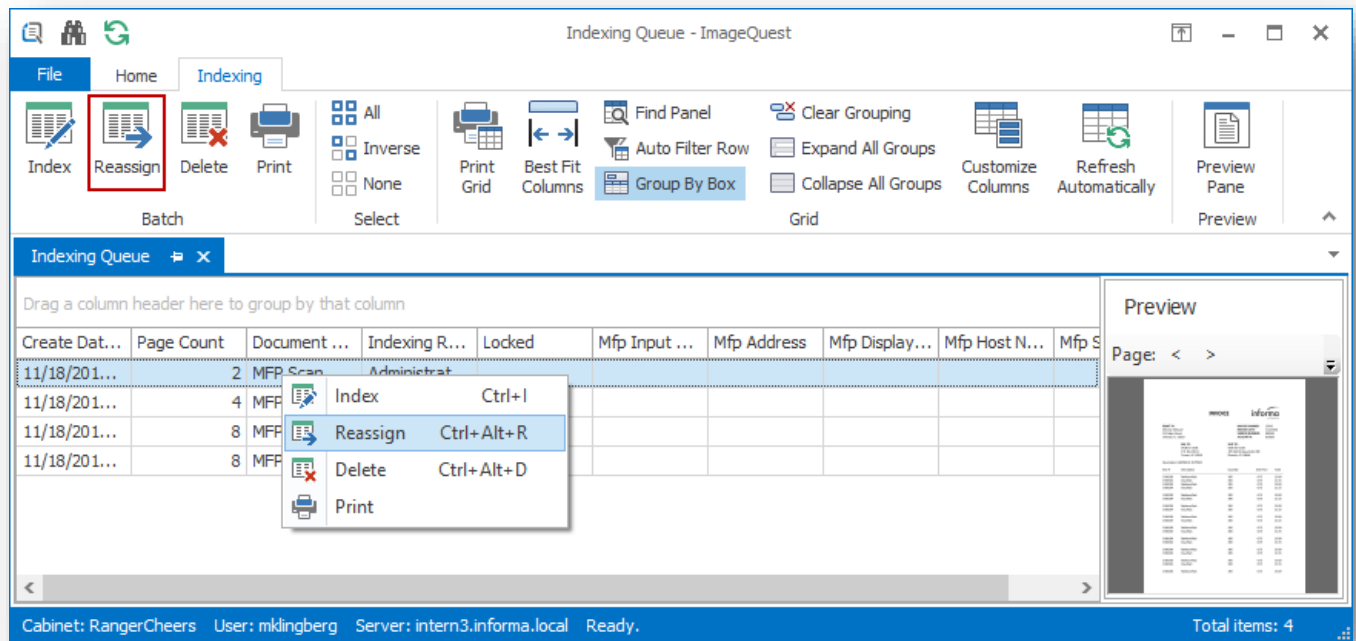 Indexing Queue - ImageQuest
File Home Indexing
Index Reassign Delete Print
All
Inverse
None
Print Grid
Best Fit Columns
Find Panel
Auto Filter Row
Group By Box
Clear Grouping
Expand All Groups
Collapse All Groups
Customize Columns
Refresh Automatically
Preview Pane
Batch Select Grid Preview
Indexing Queue
Drag a column header here to group by that column
Create Dat... Page Count Document ... Indexing R... Locked Mfp Input ... Mfp Address Mfp Display... Mfp Host N... Mfp S
11/18/201... 2 MFP Scan Administrat...
11/18/201... 4 MFP
11/18/201... 8 MFP
11/18/201... 8 MFP
Index Ctrl+I
Reassign Ctrl+Alt+R
Delete Ctrl+Alt+D
Print
Preview
Page: < >
INVOICE informa
Cabinet: RangerCheers User: mklingberg Server: intern3.informa.local Ready. Total items: 4